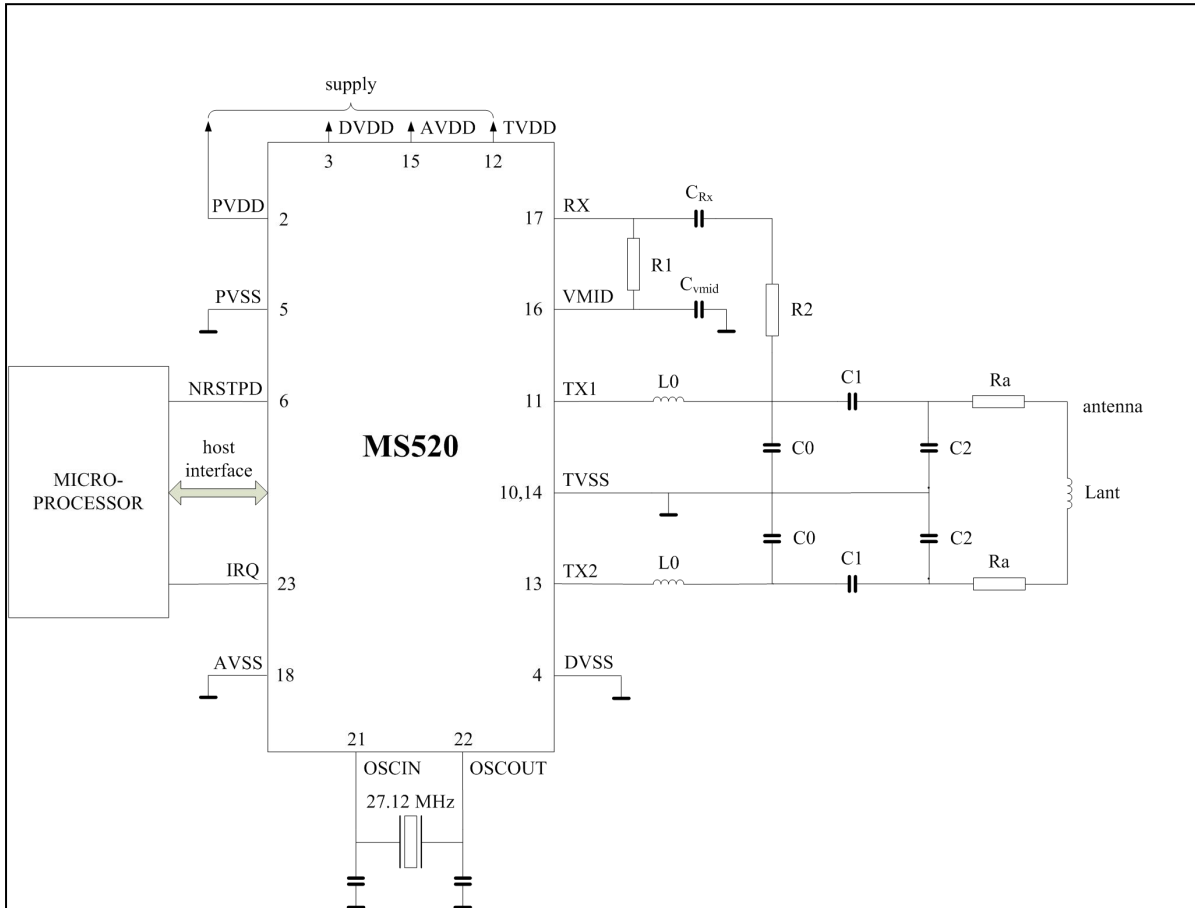 supply
DVDD
AVDD
TVDD
3
15
12
PVDD
2
17
RX
C_Rx
R1
C_vmid
PVSS
5
16
VMID
R2
NRSTPD
6
11
TX1
L0
C1
Ra
antenna
MS520
host
interface
C0
C2
MICRO-
PROCESSOR
10,14
TVSS
Lant
C0
C2
IRQ
23
13
TX2
L0
C1
Ra
AVSS
18
4
DVSS
21
22
OSCIN
OSCOUT
27.12 MHz